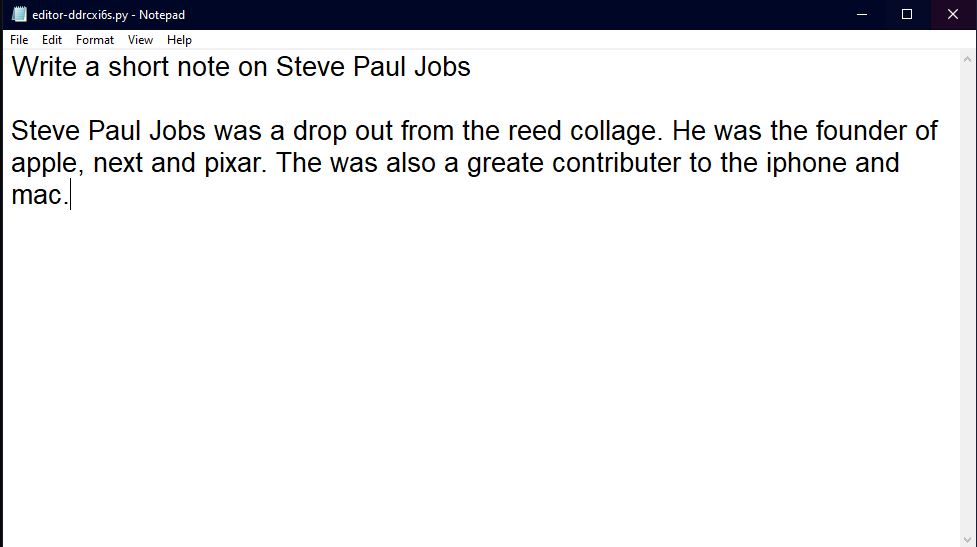 editor-ddrcxi6s.py - Notepad
File Edit Format View Help
Write a short note on Steve Paul Jobs
Steve Paul Jobs was a drop out from the reed collage. He was the founder of
apple, next and pixar. The was also a greate contributer to the iphone and
mac.